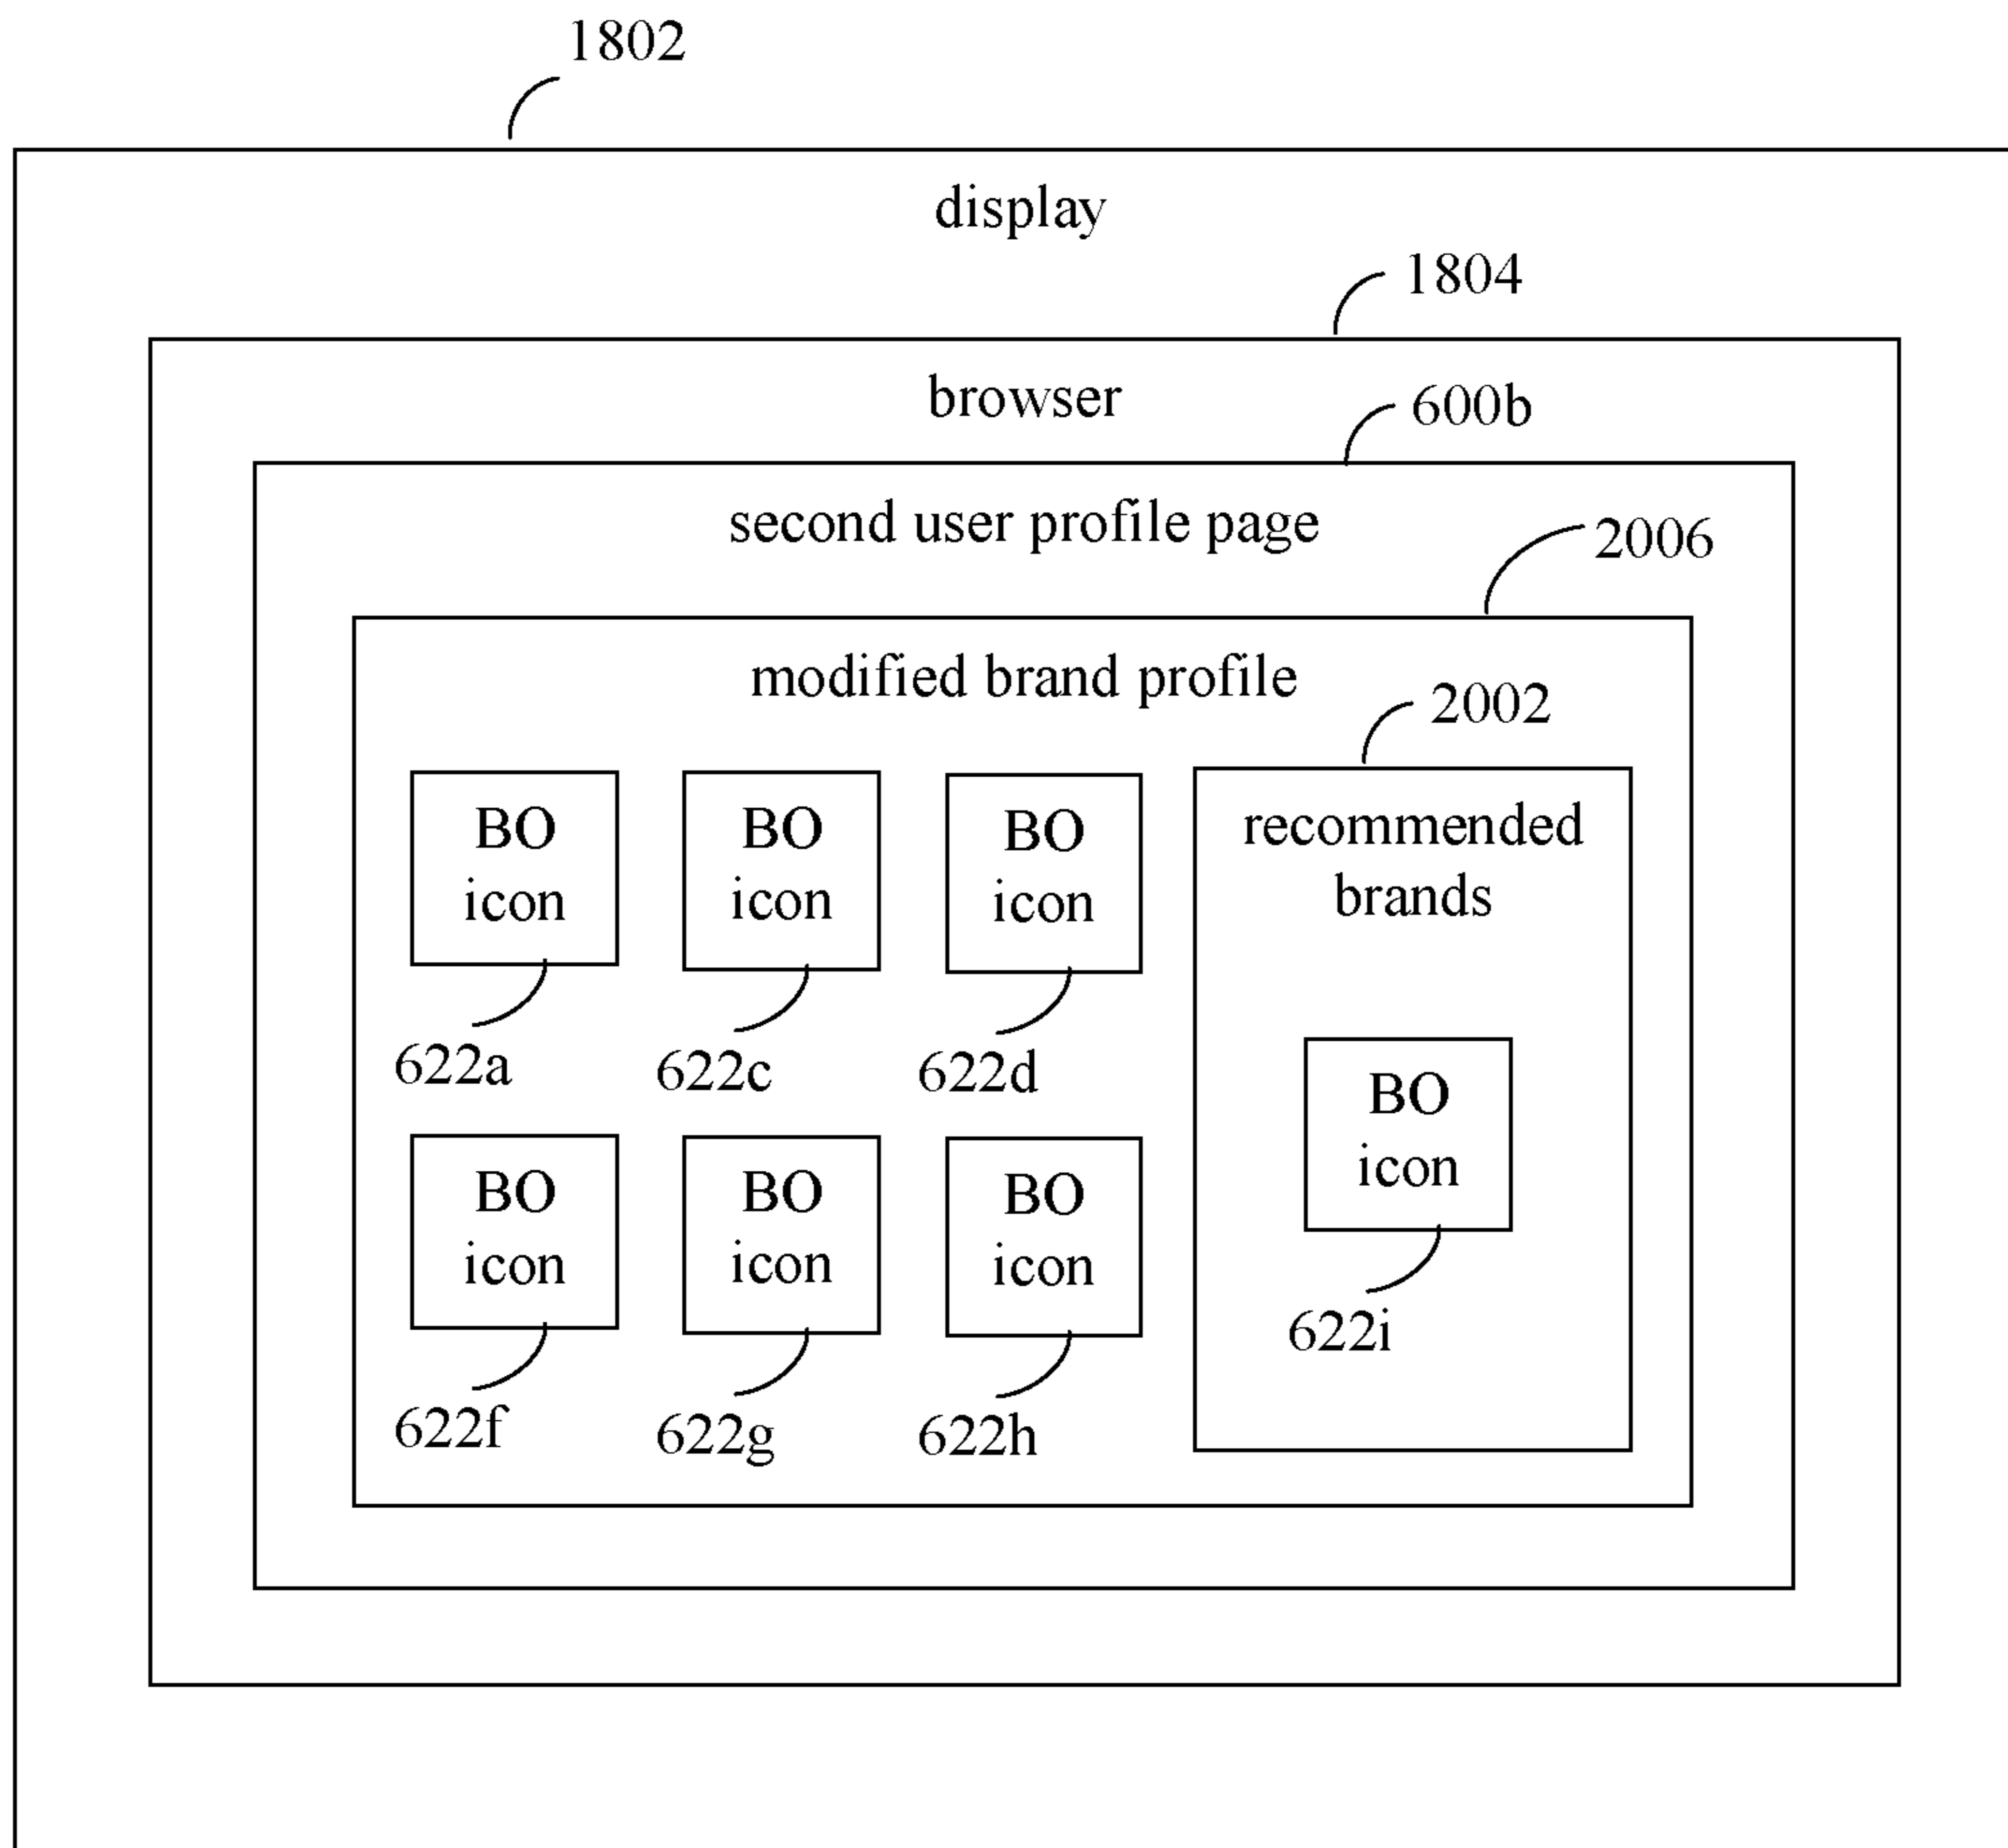 1802
display
1804
browser
600b
second user profile page
2006
modified brand profile
2002
BO
icon
622a
BO
icon
622c
BO
icon
622d
recommended
brands
BO
icon
622f
BO
icon
622g
BO
icon
622h
BO
icon
622i